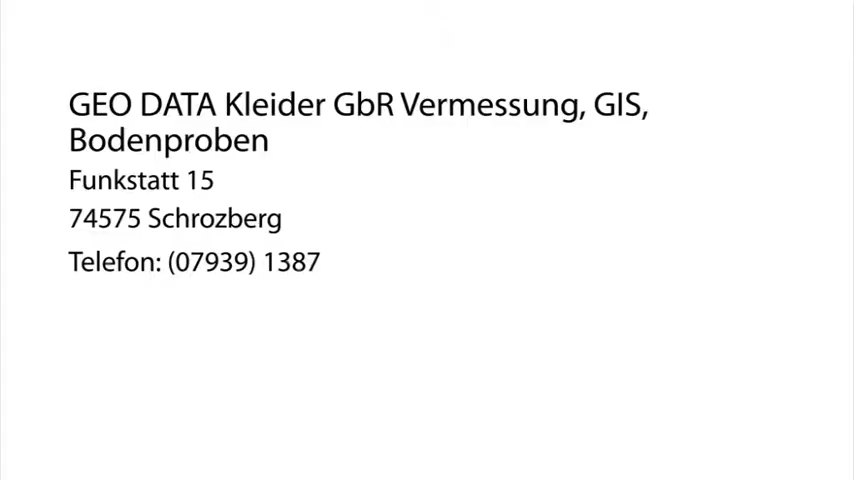 GEO DATA Kleider GbR Vermessung, GIS,
Bodenproben
Funkstatt 15
74575 Schrozberg
Telefon: (07939) 1387